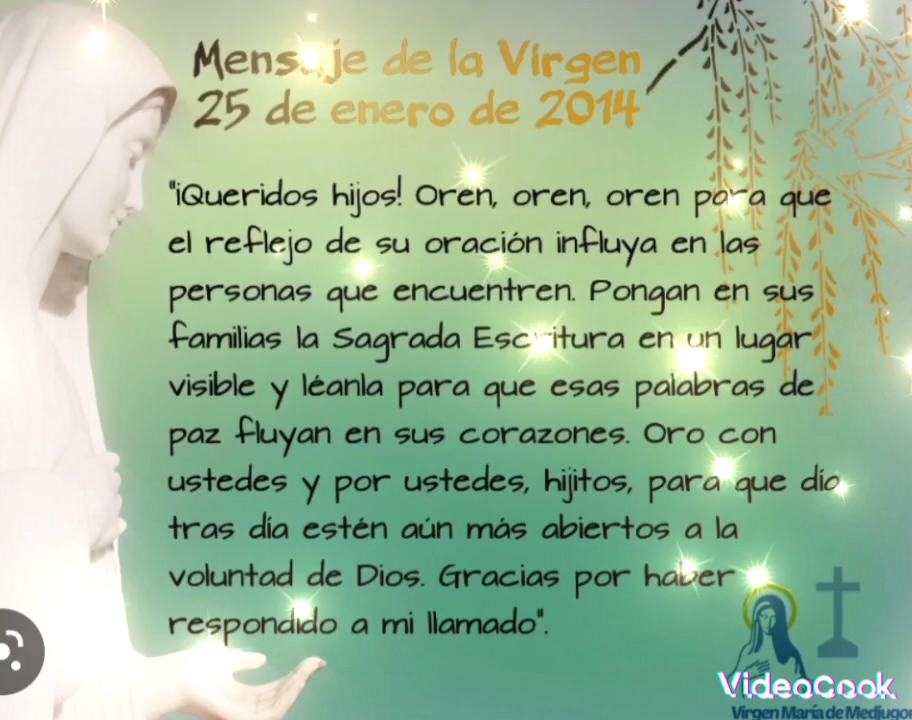 Mensaje de la Virgen
25 de enero de 2014
"¡Queridos hijos! Oren, oren, oren para que
el reflejo de su oración influya en las
personas que encuentren. Pongan en sus
familias la Sagrada Escritura en un lugar
visible y léanla para que esas palabras de
paz fluyan en sus corazones. Oro con
ustedes y por ustedes, hijitos, para que día
tras día estén aún más abiertos a la
voluntad de Dios. Gracias por haber
respondido a mi llamado".
VideoCook
Virgen María de Medjugor